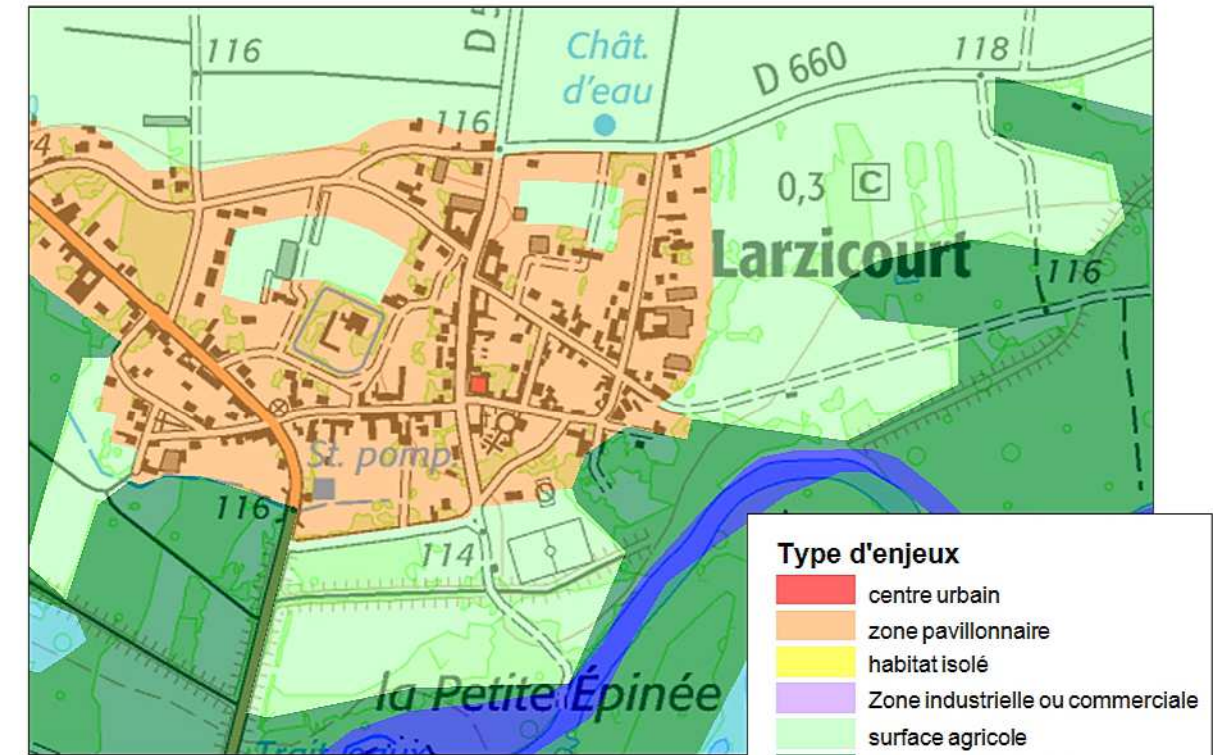 116
D 5
Chât.
d'eau
D 660
118
116
0,3 C
Larzicourt
116
St. pomp.
116
114
la Petite Épinée
Type d'enjeux
centre urbain
zone pavillonnaire
habitat isolé
Zone industrielle ou commerciale
surface agricole